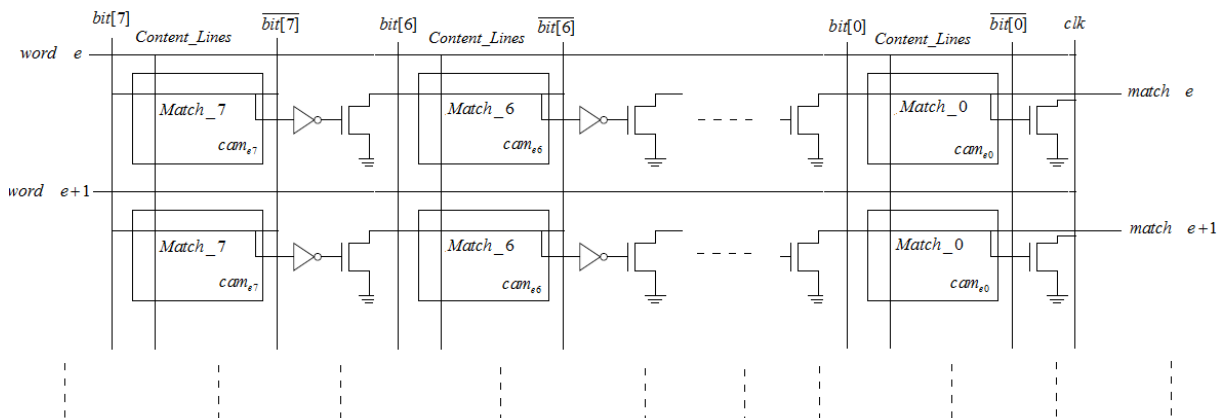 bit[7] Content_Lines bit[7] bit[6] Content_Lines bit[6] bit[0] Content_Lines bit[0] clk
word e
Match_7 Match_6 Match_0 match e
cam_e7 cam_e6 cam_e0
word e+1
Match_7 Match_6 Match_0 match e+1
cam_e7 cam_e6 cam_e0